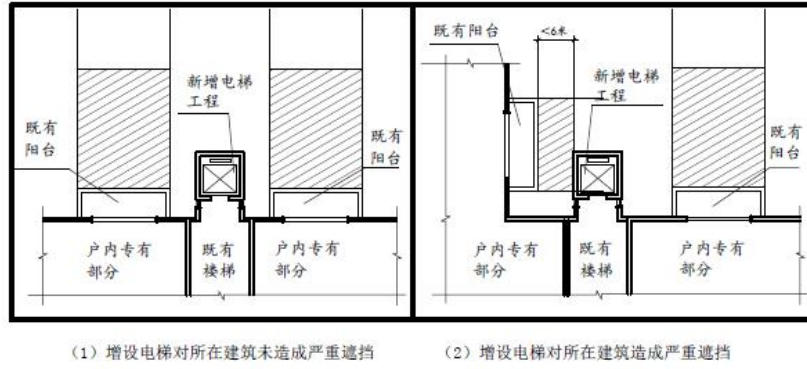 新增电梯
工程
既有
阳台
既有
阳台
户内专有
部分
既有
楼梯
户内专有
部分
既有阳台
<6米
新增电梯
工程
既有
阳台
户内专有
部分
既有
楼梯
户内专有
部分
（1）增设电梯对所在建筑未造成严重遮挡
（2）增设电梯对所在建筑造成严重遮挡